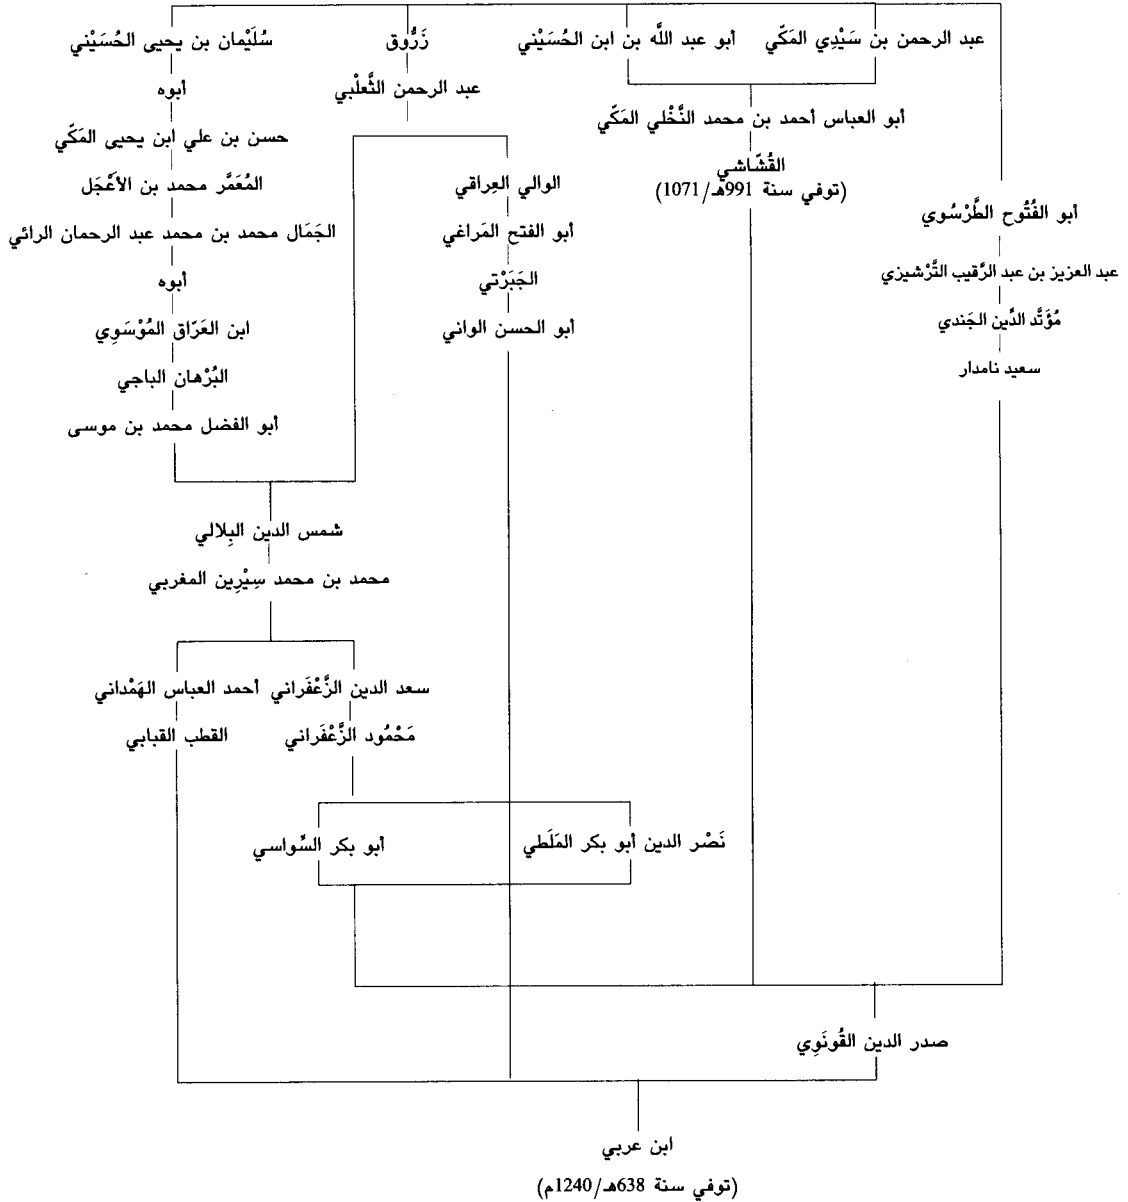 عبد الرحمن بن سَيْدِي المَكّي
أبو عبد اللَّه بن ابن الحُسَيْني
زَرُّوق
سُلَيْمان بن يحيى الحُسَيْني
عبد الرحمن الثَّعلْبي
أبوه
أبو العباس أحمد بن محمد النَّخْلي المَكّي
حسن بن علي ابن يحيى المَكّي
القُشّاشي
(توفي سنة 991هـ/1071)
الوالي العِراقي
المُعَمَّر محمد بن الأَعْجَل
أبو الفُتُوح الطَّرْسُوي
أبو الفتح المَراغي
الجَمَال محمد بن محمد عبد الرحمان الرائي
عبد العزيز بن عبد الرَّقيب التَّرْشيزي
الجَبَرْتي
أبوه
مُؤَتَّد الدِّين الجَندي
أبو الحسن الواني
ابن العَرّاق المُوْسَوِي
سعيد نامدار
البُرْهان الباجي
أبو الفضل محمد بن موسى
شمس الدين البِلالي
محمد بن محمد سِيْرِين المغربي
سعد الدين الزَّعْفَراني
أحمد العباس الهَمْداني
مَحْمُود الزَّعْفَراني
القطب القبابي
نَصْر الدين أبو بكر المَلَطي
أبو بكر السِّواسي
صدر الدين القُونَوِي
ابن عربي
(توفي سنة 638هـ/1240م)